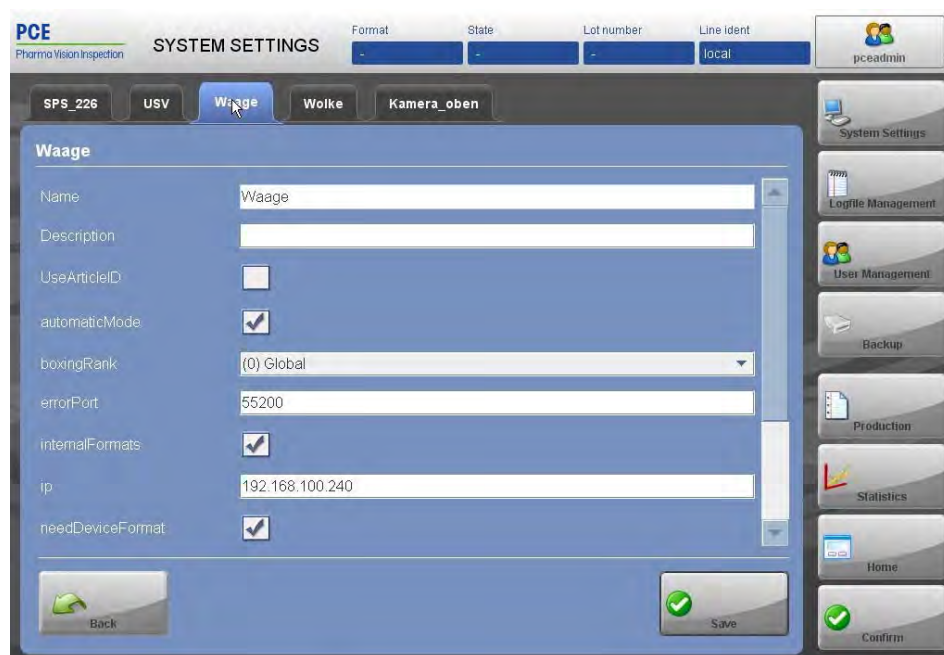 PCE
Pharma Vision Inspection
SYSTEM SETTINGS
Format
-
State
-
Lot number
-
Line ident
local
pceadmin
SPS_226
USV
Waage
Wolke
Kamera_oben
Waage
Name
Waage
Description
UseArticleID
automaticMode
boxingRank
(0) Global
errorPort
55200
internalFormats
ip
192.168.100.240
needDeviceFormat
Back
Save
System Settings
Logfile Management
User Management
Backup
Production
Statistics
Home
Confirm